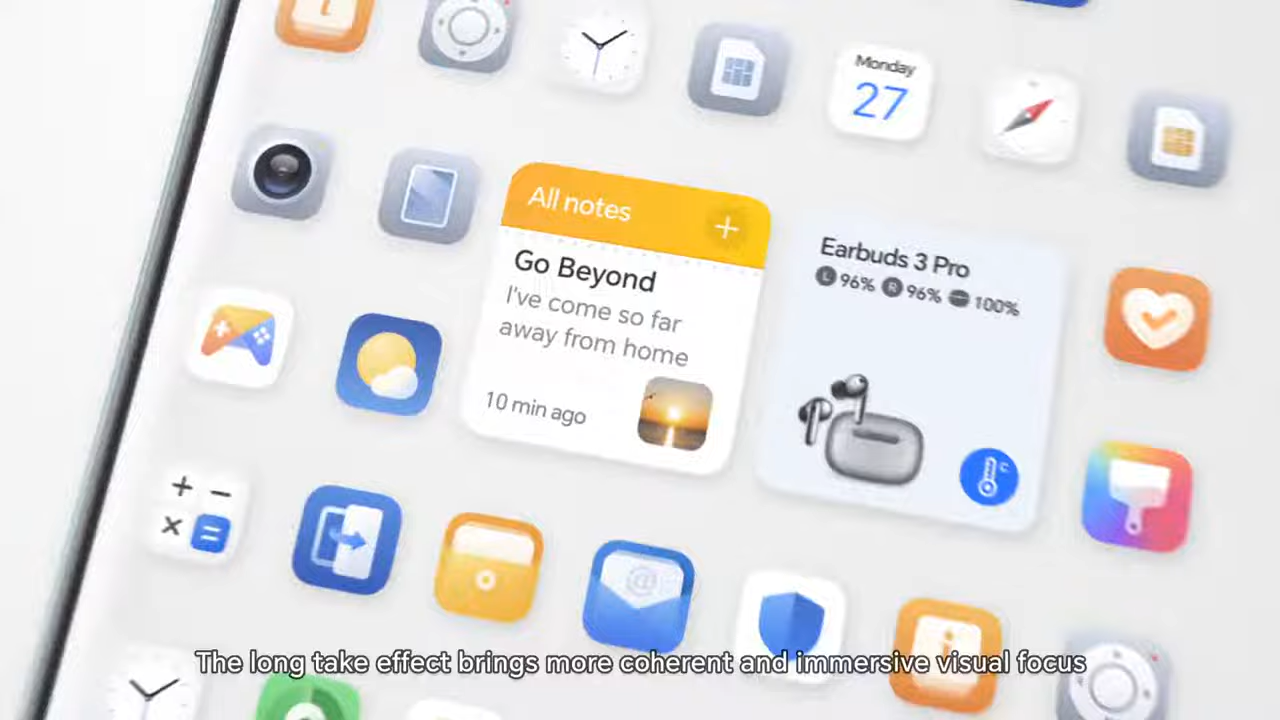 Monday
27
All notes
+
Go Beyond
I've come so far
away from home
10 min ago
Earbuds 3 Pro
L 96% R 96% 100%
+ −
× =
@
The long take effect brings more coherent and immersive visual focus